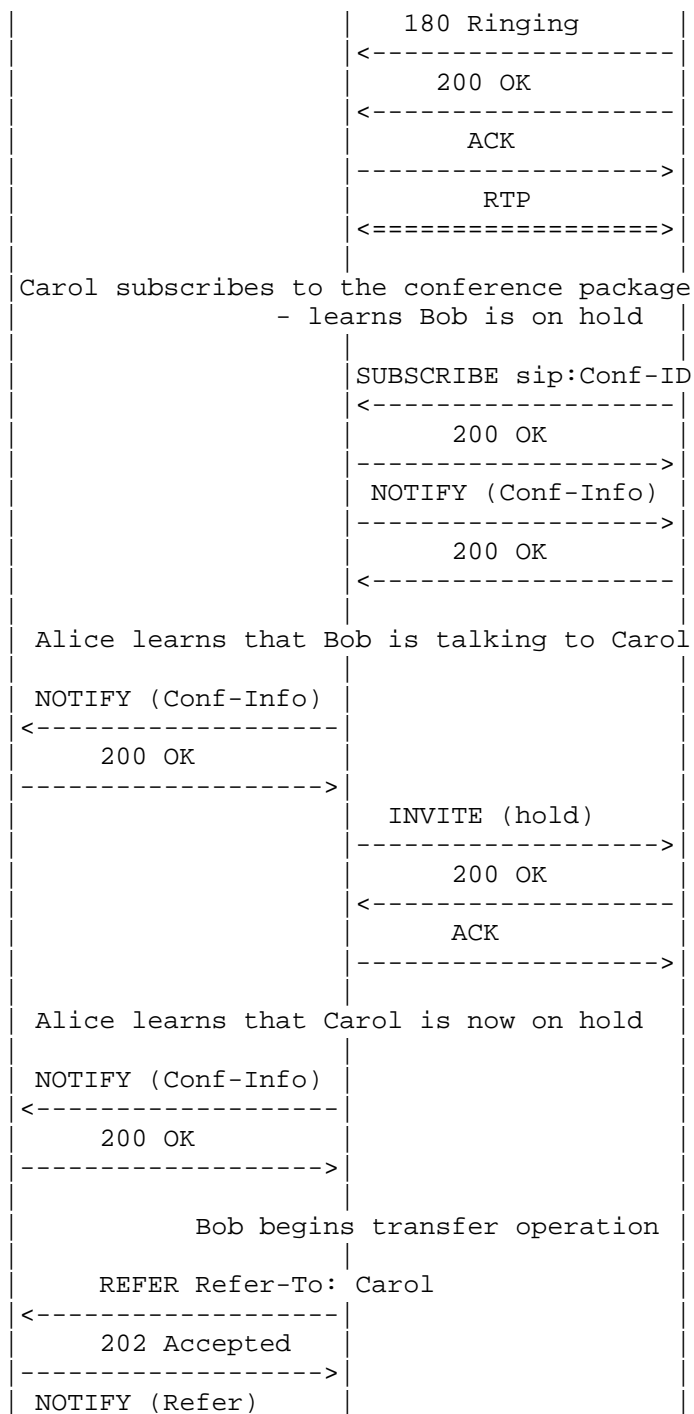 180 Ringing
<-------------------
200 OK
<-------------------
ACK
------------------->
RTP
<==================>
Carol subscribes to the conference package
- learns Bob is on hold
SUBSCRIBE sip:Conf-ID
<-------------------
200 OK
------------------->
NOTIFY (Conf-Info)
------------------->
200 OK
<-------------------
Alice learns that Bob is talking to Carol
NOTIFY (Conf-Info)
<-------------------
200 OK
------------------->
INVITE (hold)
------------------->
200 OK
<-------------------
ACK
------------------->
Alice learns that Carol is now on hold
NOTIFY (Conf-Info)
<-------------------
200 OK
------------------->
Bob begins transfer operation
REFER Refer-To: Carol
<-------------------
202 Accepted
------------------->
NOTIFY (Refer)